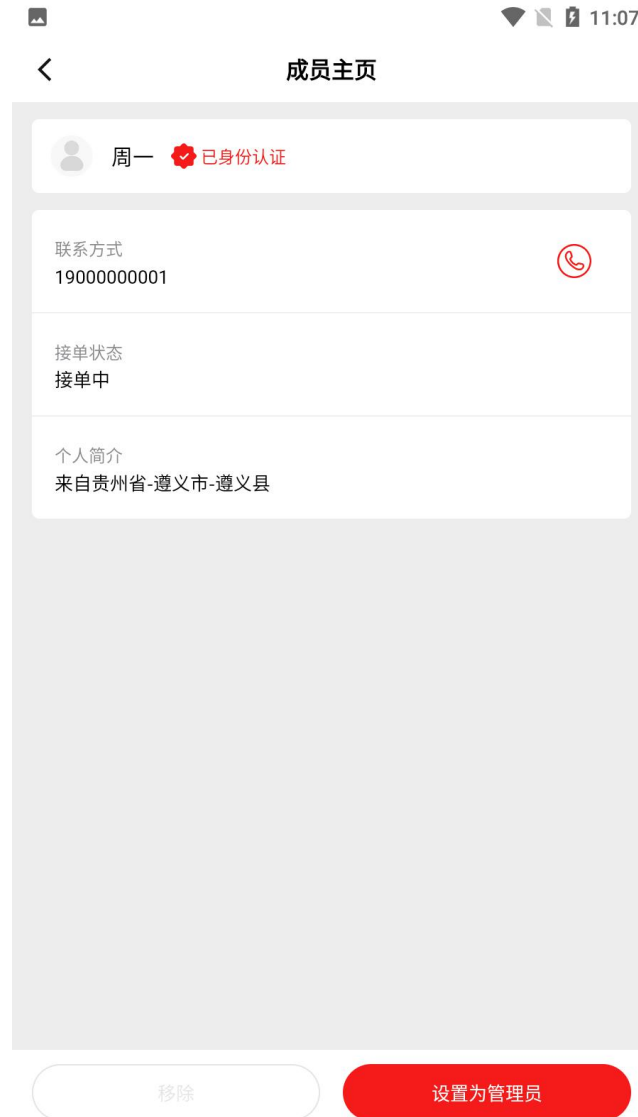 11:07
成员主页
周一 已身份认证
联系方式
19000000001
接单状态
接单中
个人简介
来自贵州省-遵义市-遵义县
移除 设置为管理员